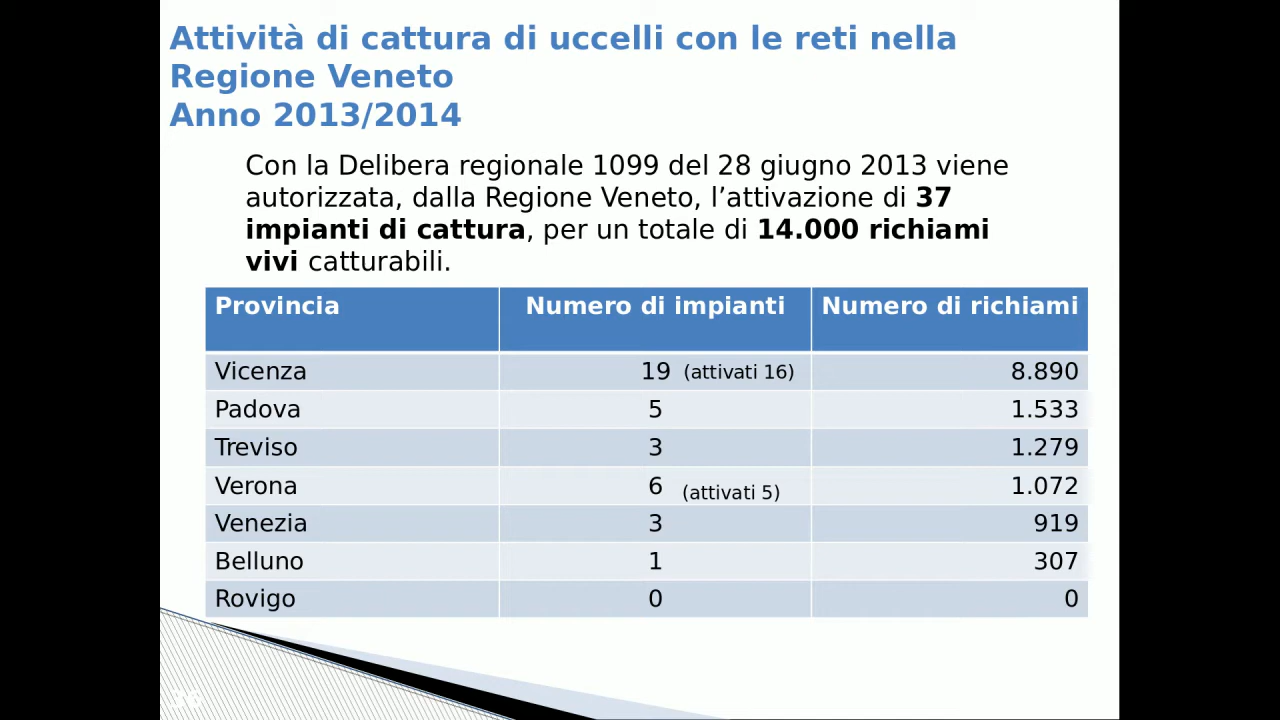 Attività di cattura di uccelli con le reti nella
Regione Veneto
Anno 2013/2014
Con la Delibera regionale 1099 del 28 giugno 2013 viene
autorizzata, dalla Regione Veneto, l’attivazione di 37
impianti di cattura, per un totale di 14.000 richiami
vivi catturabili.
Provincia Numero di impianti Numero di richiami
Vicenza 19 (attivati 16) 8.890
Padova 5 1.533
Treviso 3 1.279
Verona 6 (attivati 5) 1.072
Venezia 3 919
Belluno 1 307
Rovigo 0 0
36